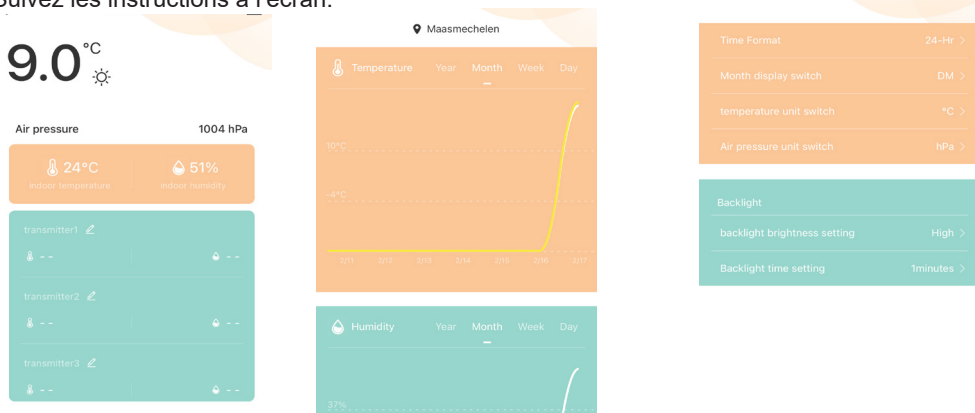 Suivez les instructions à l'écran.
9.0°C
Air pressure 1004 hPa
24°C 51%
indoor temperature indoor humidity
transmitter1
-- --
transmitter2
-- --
transmitter3
-- --
Maasmechelen
Temperature Year Month Week Day
10°C
-4°C
2/11 2/12 2/13 2/14 2/15 2/16 2/17
Humidity Year Month Week Day
37%
Time Format 24-Hr >
Month display switch DM >
temperature unit switch °C >
Air pressure unit switch hPa >
Backlight
backlight brightness setting High >
Backlight time setting 1minutes >